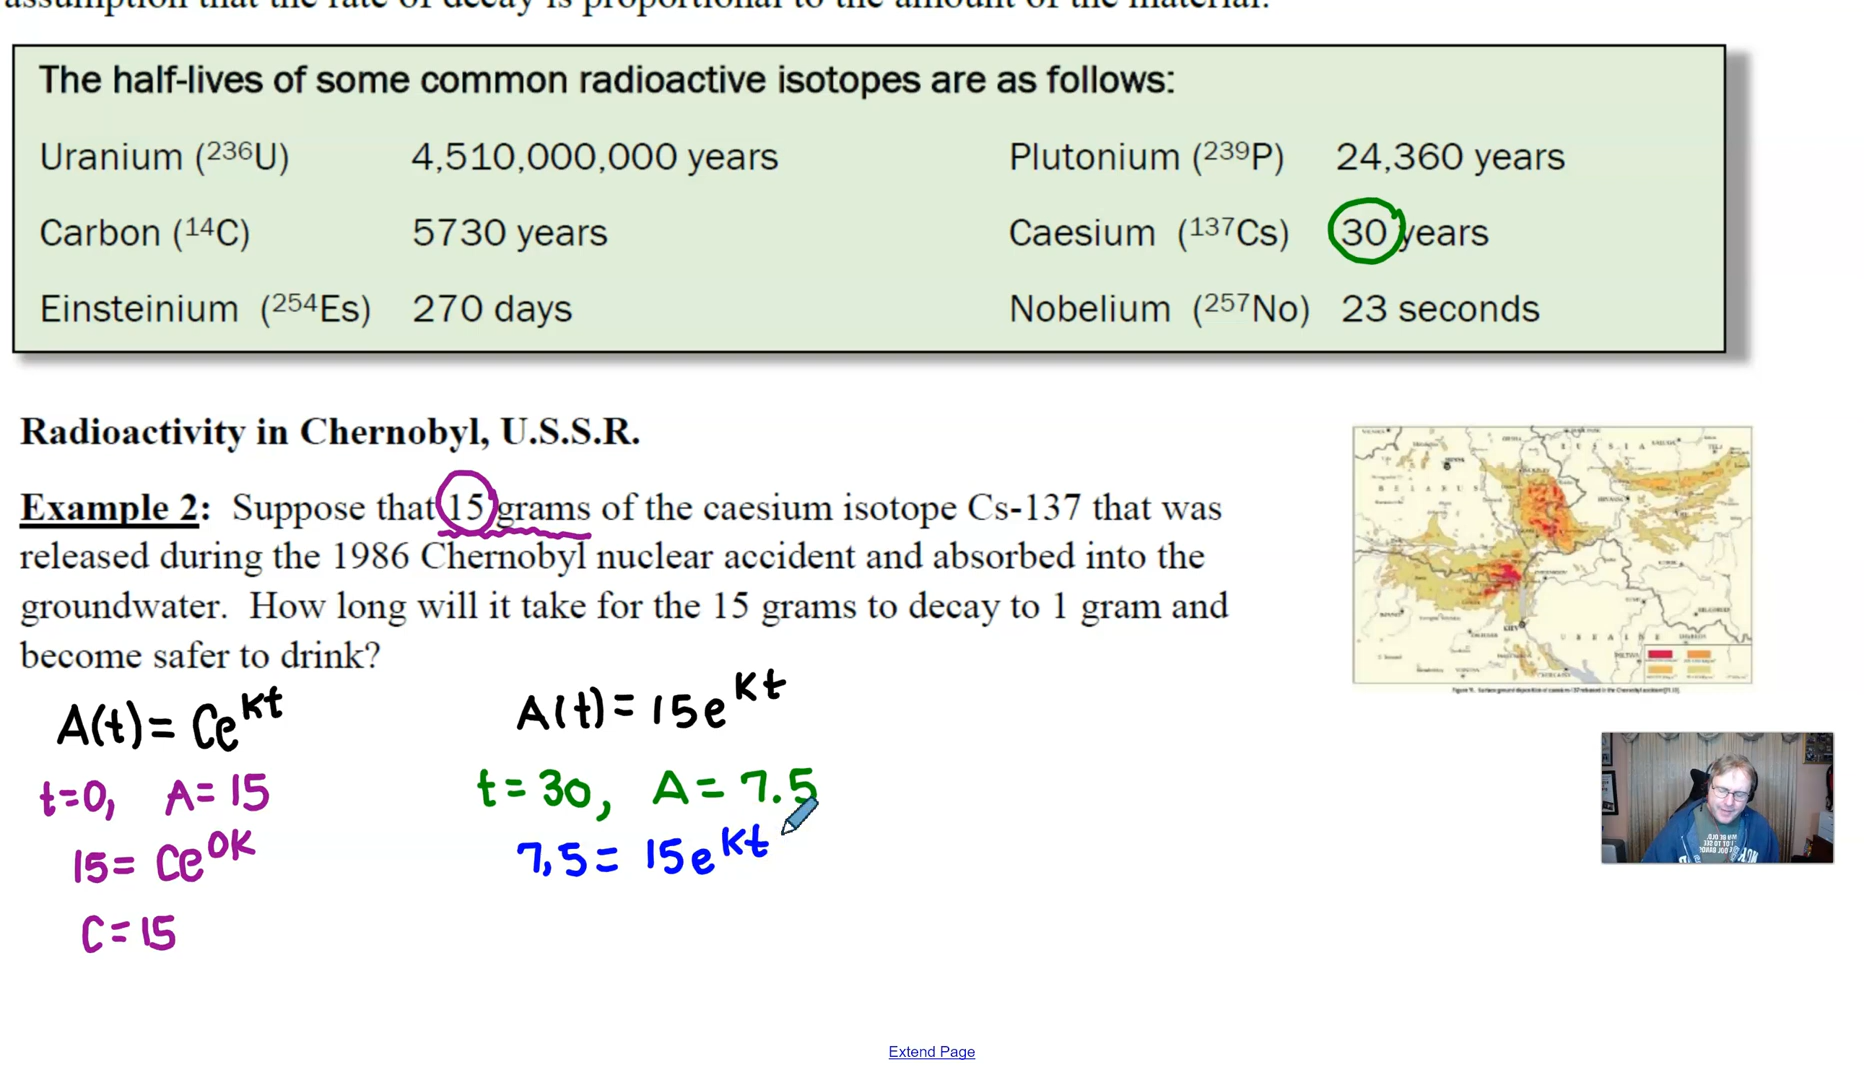 assumption that the rate of decay is proportional to the amount of the material.
The half-lives of some common radioactive isotopes are as follows:
Uranium (²³⁶U) 4,510,000,000 years Plutonium (²³⁹P) 24,360 years
Carbon (¹⁴C) 5730 years Caesium (¹³⁷Cs) 30 years
Einsteinium (²⁵⁴Es) 270 days Nobelium (²⁵⁷No) 23 seconds
Radioactivity in Chernobyl, U.S.S.R.
Example 2: Suppose that 15 grams of the caesium isotope Cs-137 that was
released during the 1986 Chernobyl nuclear accident and absorbed into the
groundwater. How long will it take for the 15 grams to decay to 1 gram and
become safer to drink?
A(t) = Ce^kt
t=0, A= 15
15 = Ce^0k
C = 15
A(t) = 15e^kt
t = 30, A = 7.5
7.5 = 15e^kt
Extend Page